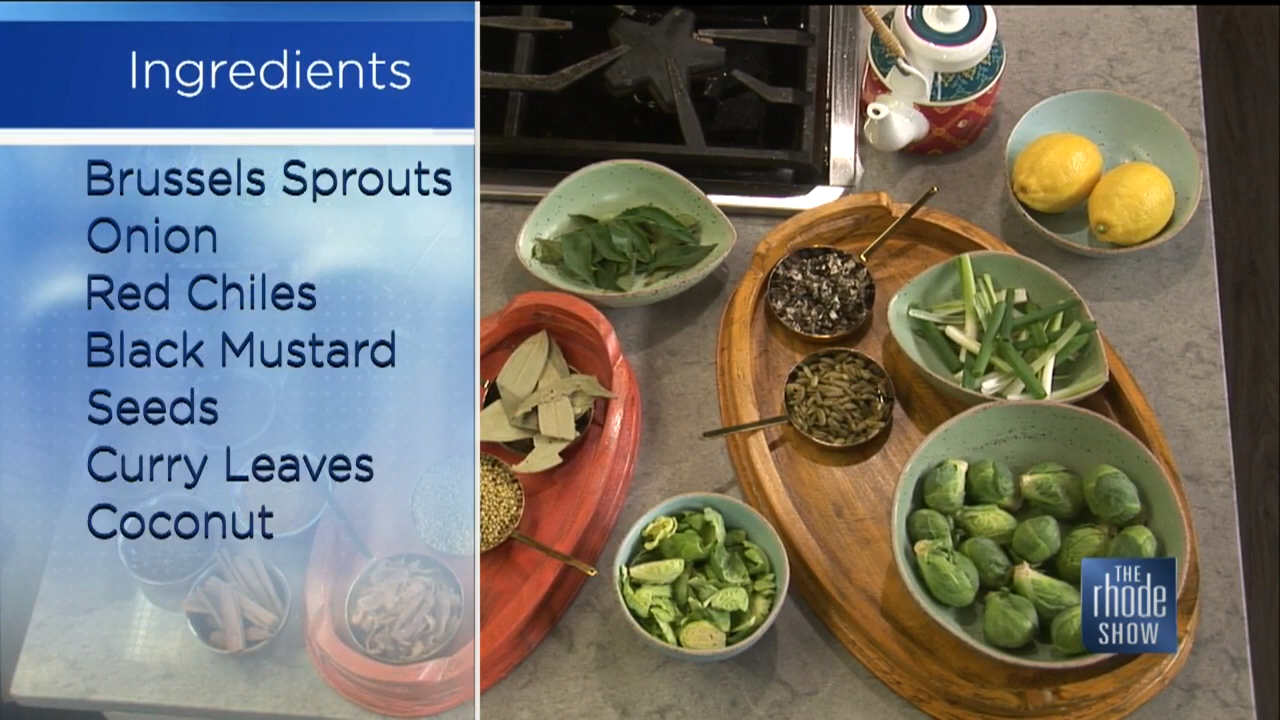 Ingredients
Brussels Sprouts
Onion
Red Chiles
Black Mustard
Seeds
Curry Leaves
Coconut
THE
rhode
SHOW